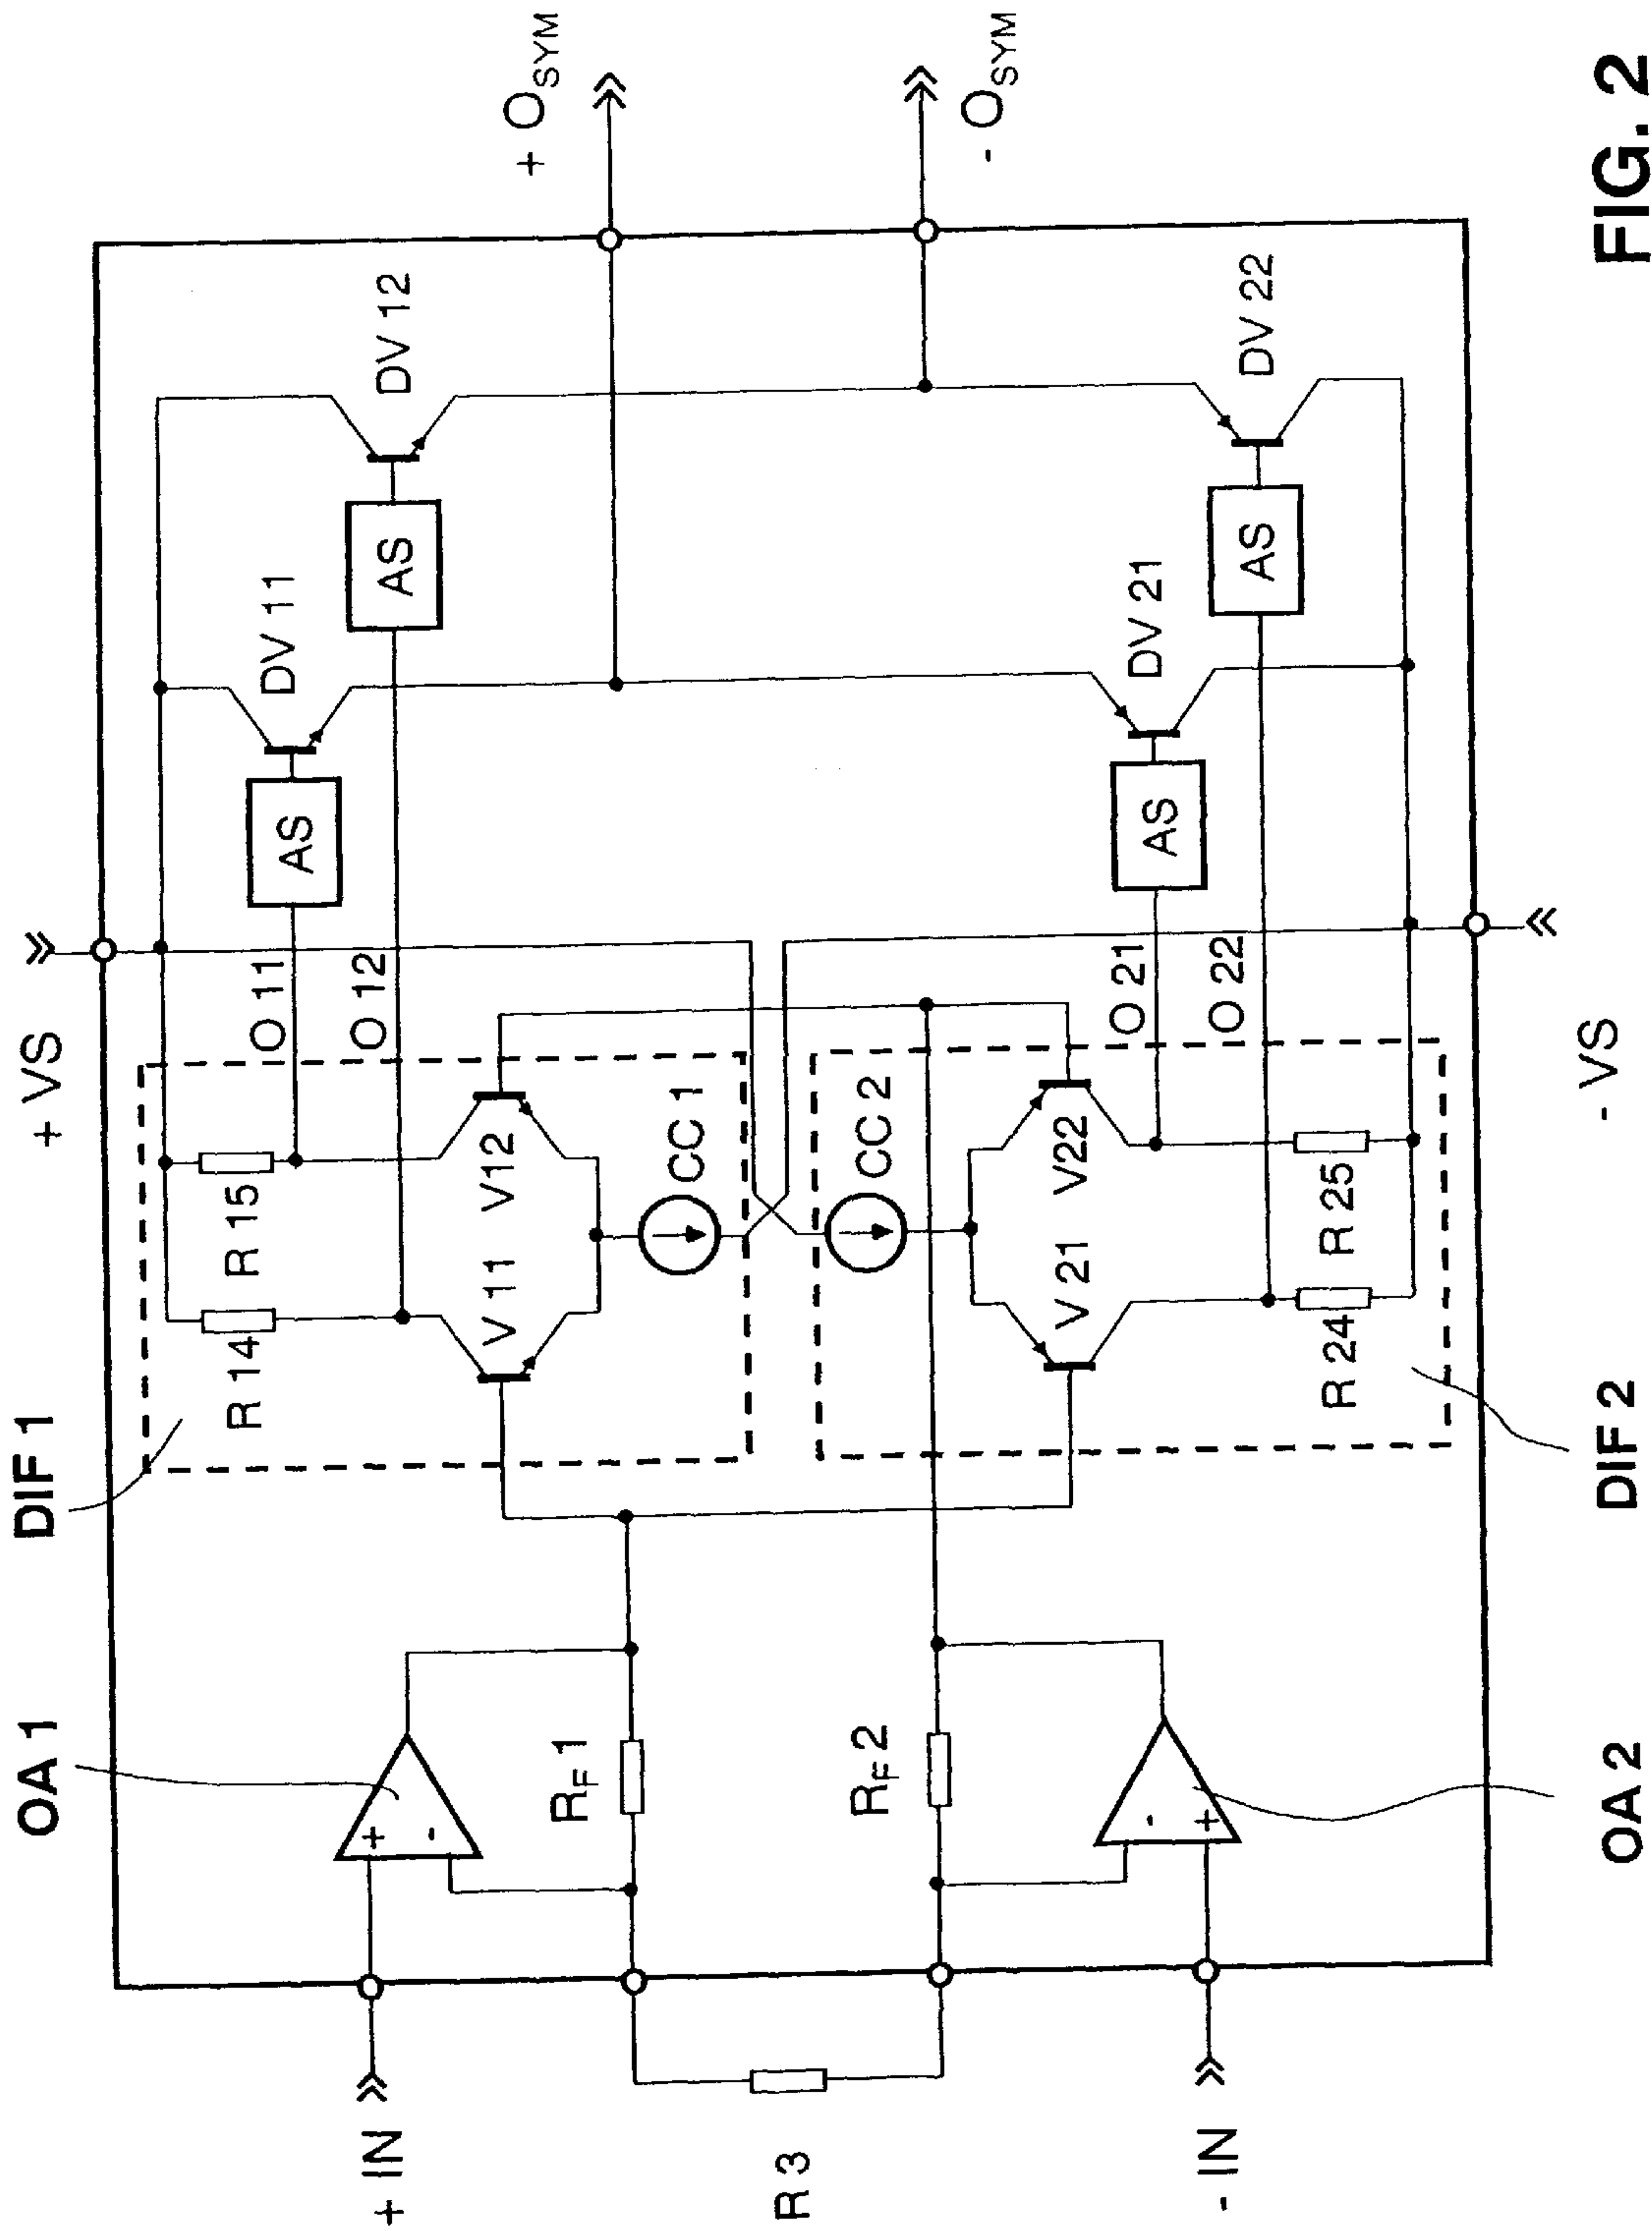 DIF 1
OA 1
+ VS
+ IN
R 3
- IN
+
-
R_F 1
R_F 2
-
+
R 14
R 15
O 11
O 12
V 11
V12
CC 1
CC 2
V 21
V22
O 21
O 22
R 24
R 25
AS
DV 11
AS
DV 12
AS
DV 21
AS
DV 22
+ O_SYM
- O_SYM
OA 2
DIF 2
- VS
FIG. 2